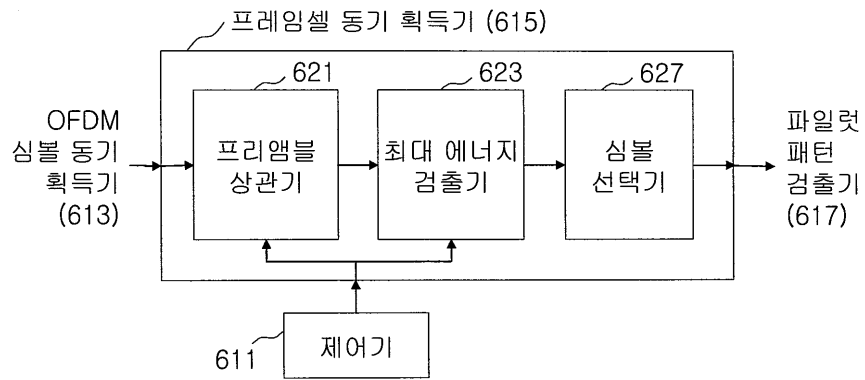 프레임셀 동기 획득기 (615)
621
623
627
OFDM
심볼 동기
획득기
(613)
프리앰블
상관기
최대 에너지
검출기
심볼
선택기
파일럿
패턴
검출기
(617)
611
제어기